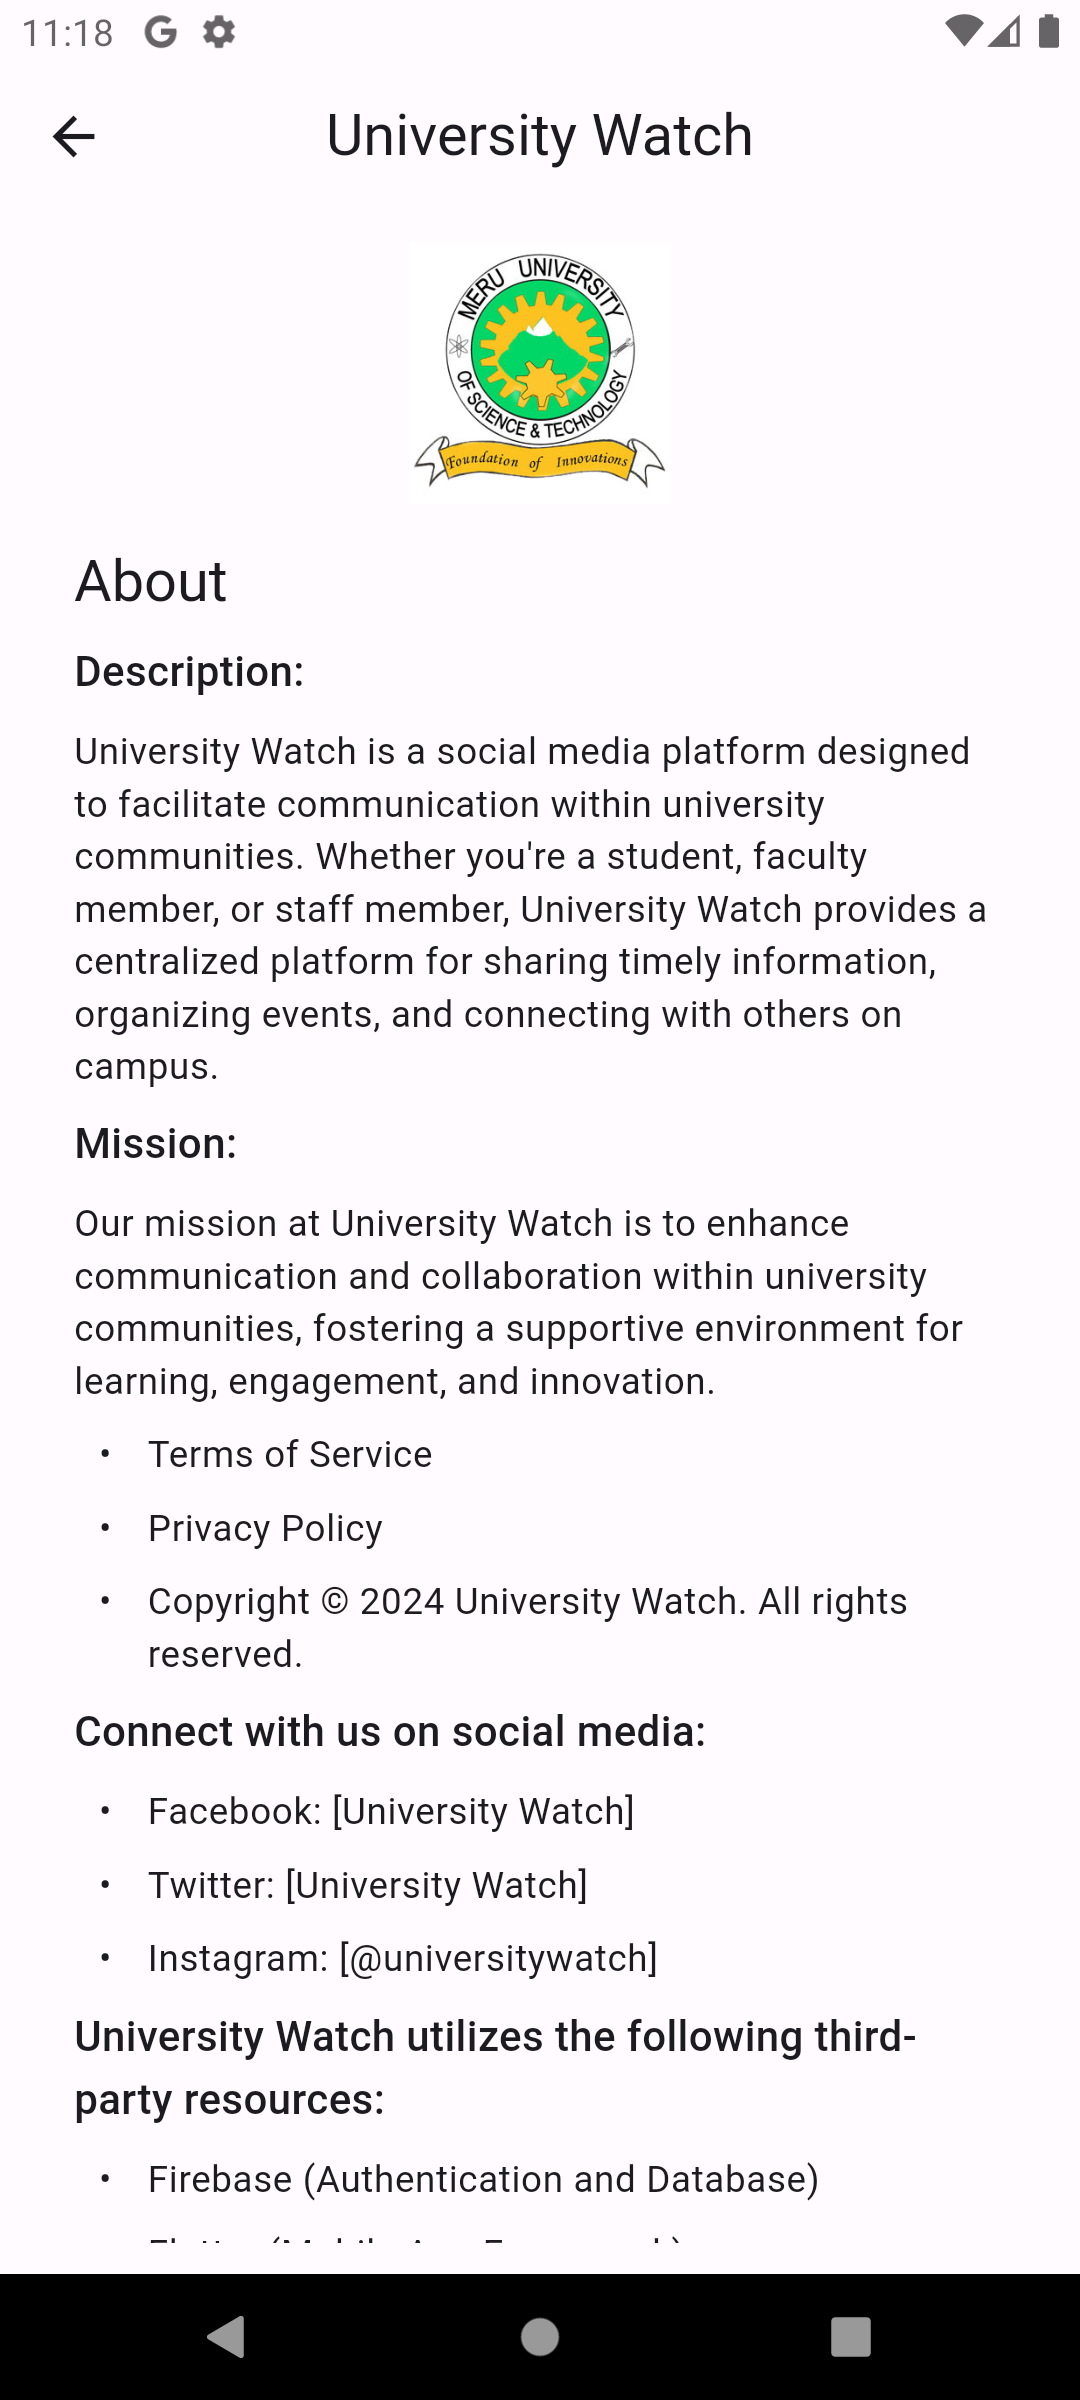 11:18
University Watch
MERU UNIVERSITY
OF SCIENCE & TECHNOLOGY
Foundation of Innovations
About
Description:
University Watch is a social media platform designed
to facilitate communication within university
communities. Whether you're a student, faculty
member, or staff member, University Watch provides a
centralized platform for sharing timely information,
organizing events, and connecting with others on
campus.
Mission:
Our mission at University Watch is to enhance
communication and collaboration within university
communities, fostering a supportive environment for
learning, engagement, and innovation.
• Terms of Service
• Privacy Policy
• Copyright © 2024 University Watch. All rights
reserved.
Connect with us on social media:
• Facebook: [University Watch]
• Twitter: [University Watch]
• Instagram: [@universitywatch]
University Watch utilizes the following third-
party resources:
• Firebase (Authentication and Database)